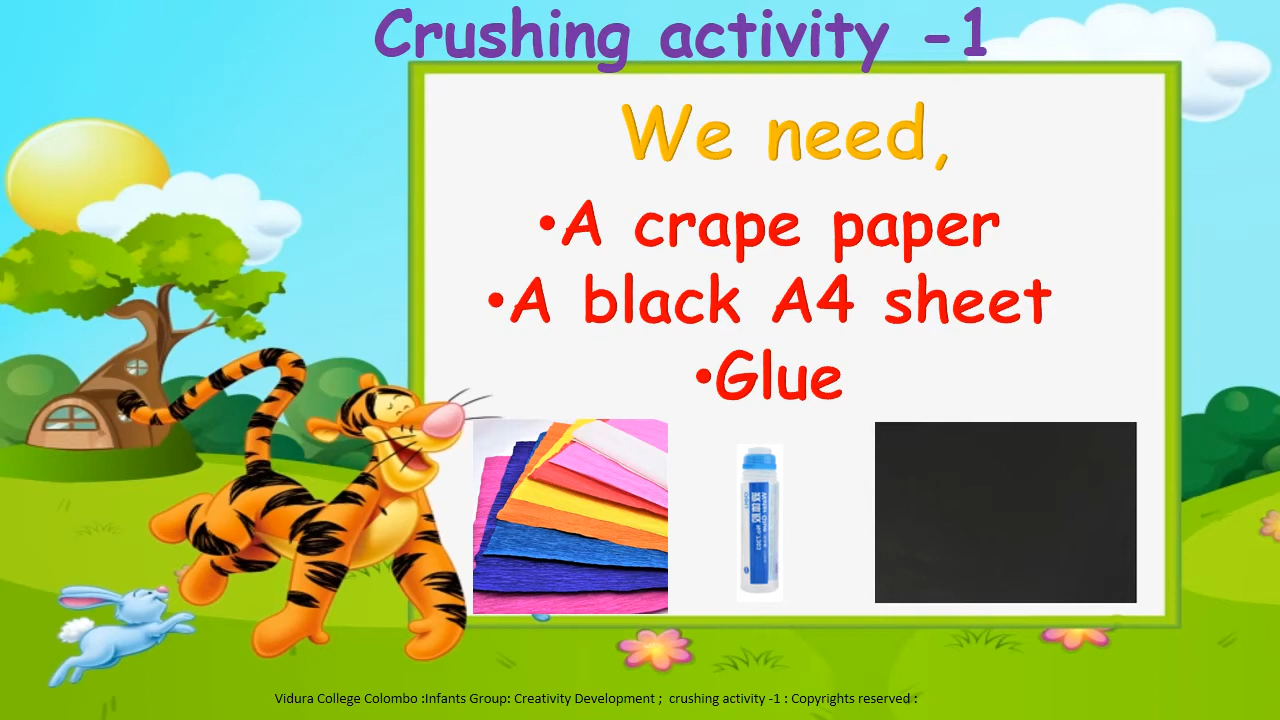 Crushing activity -1
We need,
•A crape paper
•A black A4 sheet
•Glue
Vidura College Colombo :Infants Group: Creativity Development ; crushing activity -1 : Copyrights reserved :